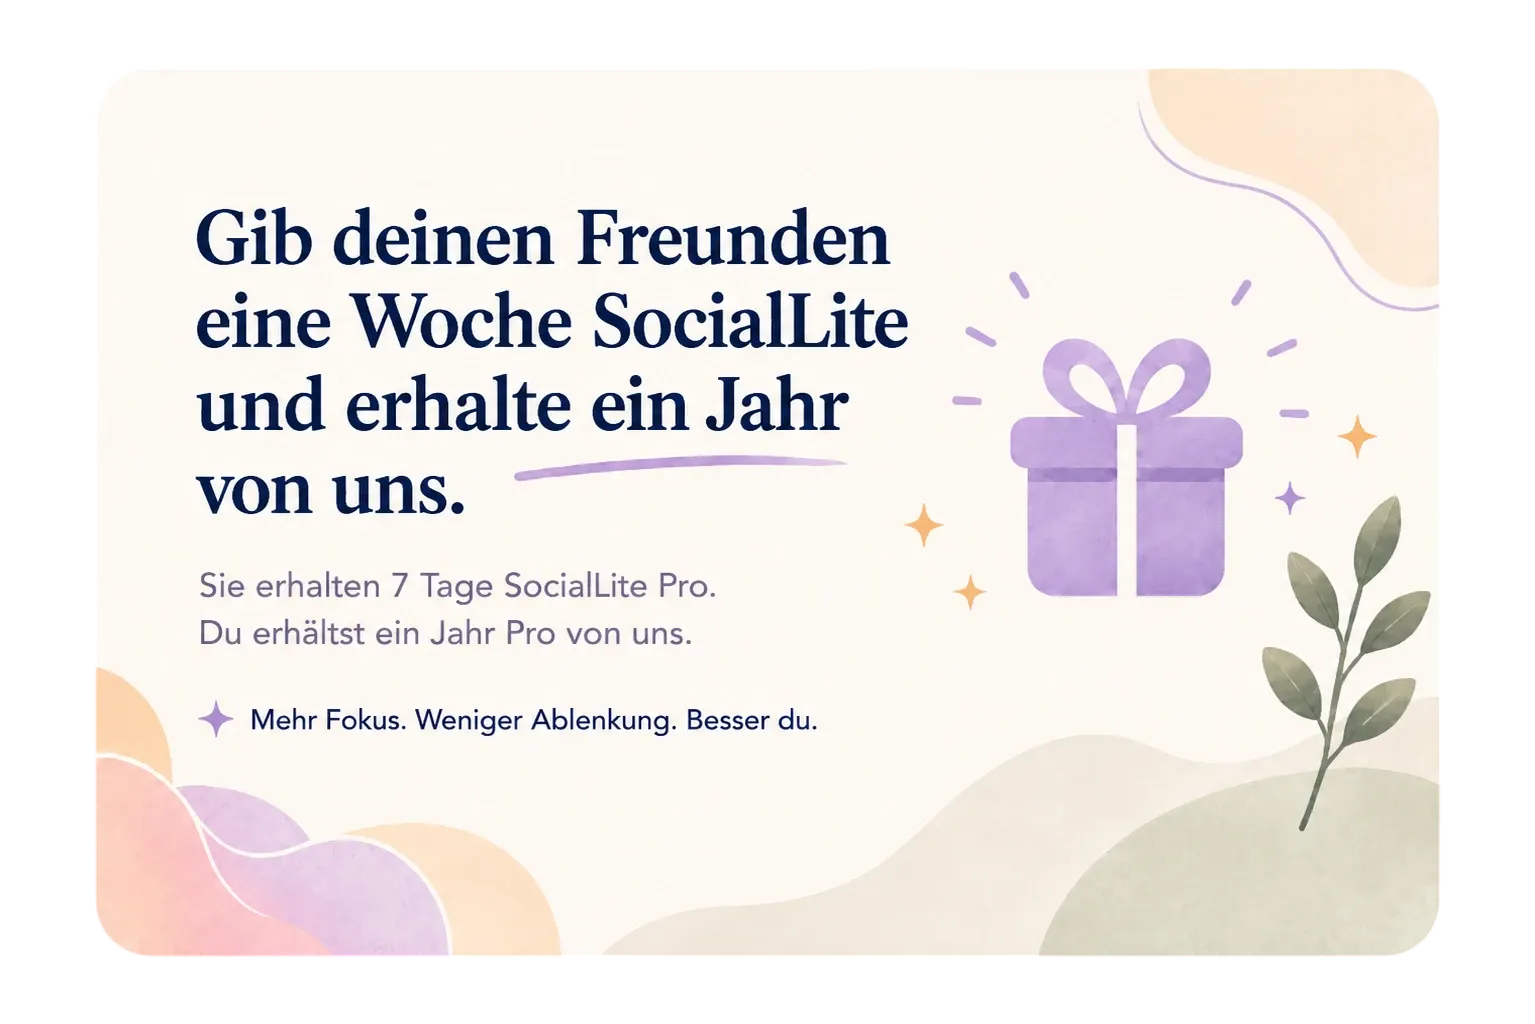 Gib deinen Freunden
eine Woche SocialLite
und erhalte ein Jahr
von uns.
Sie erhalten 7 Tage SocialLite Pro.
Du erhältst ein Jahr Pro von uns.
Mehr Fokus. Weniger Ablenkung. Besser du.